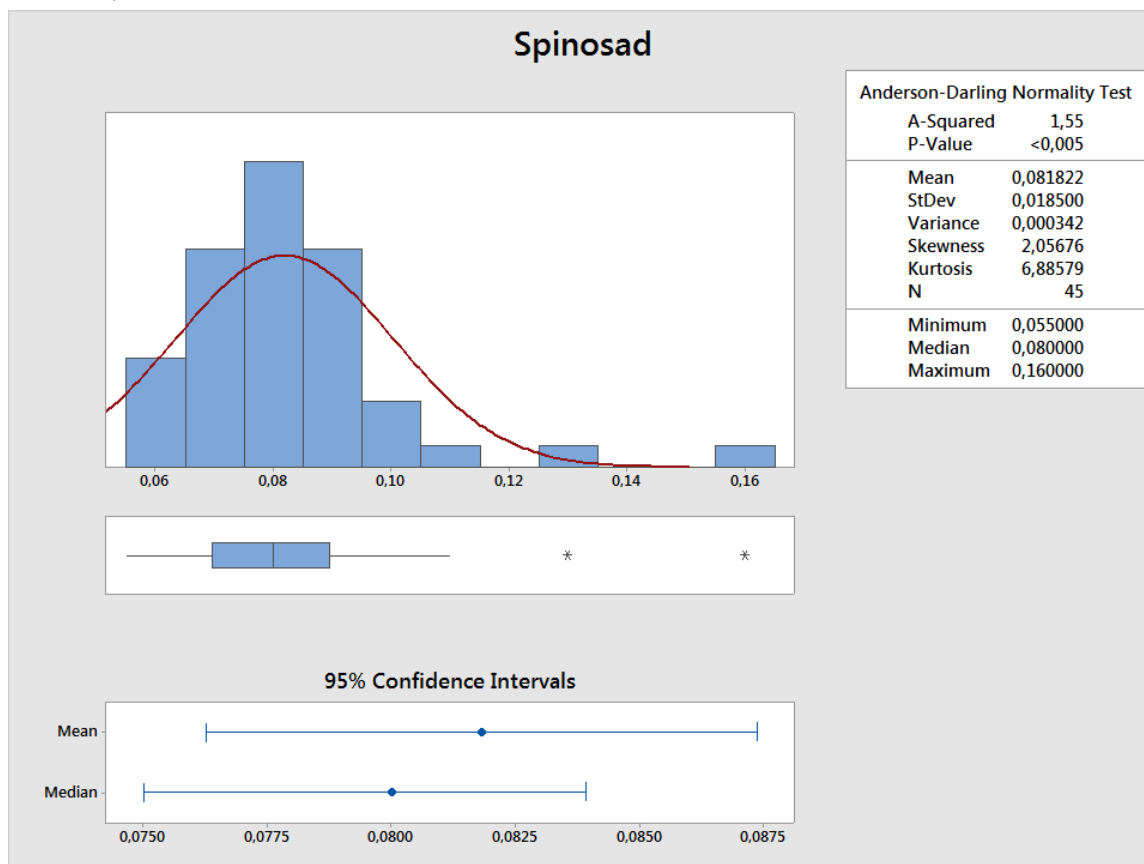 Spinosad
Anderson-Darling Normality Test
A-Squared 1,55
P-Value <0,005
Mean 0,081822
StDev 0,018500
Variance 0,000342
Skewness 2,05676
Kurtosis 6,88579
N 45
Minimum 0,055000
Median 0,080000
Maximum 0,160000
0,06 0,08 0,10 0,12 0,14 0,16
95% Confidence Intervals
Mean
Median
0,0750 0,0775 0,0800 0,0825 0,0850 0,0875